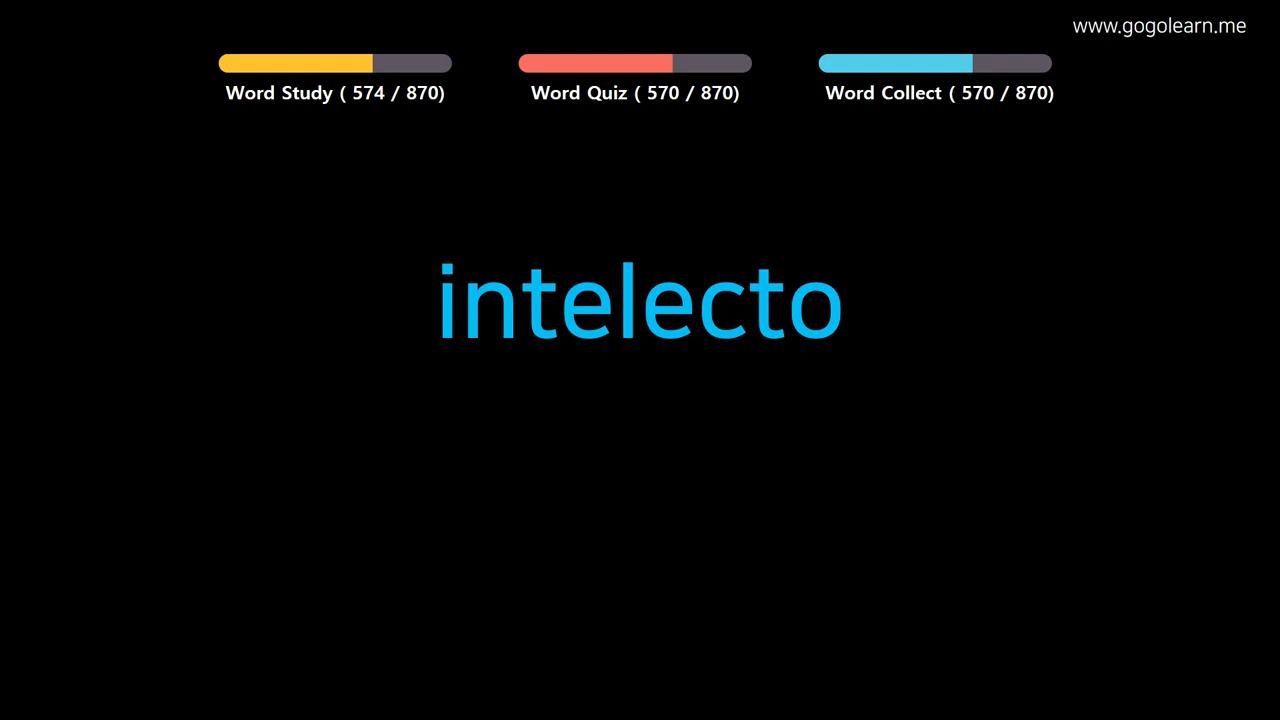 www.gogolearn.me
Word Study ( 574 / 870)
Word Quiz ( 570 / 870)
Word Collect ( 570 / 870)
intelecto